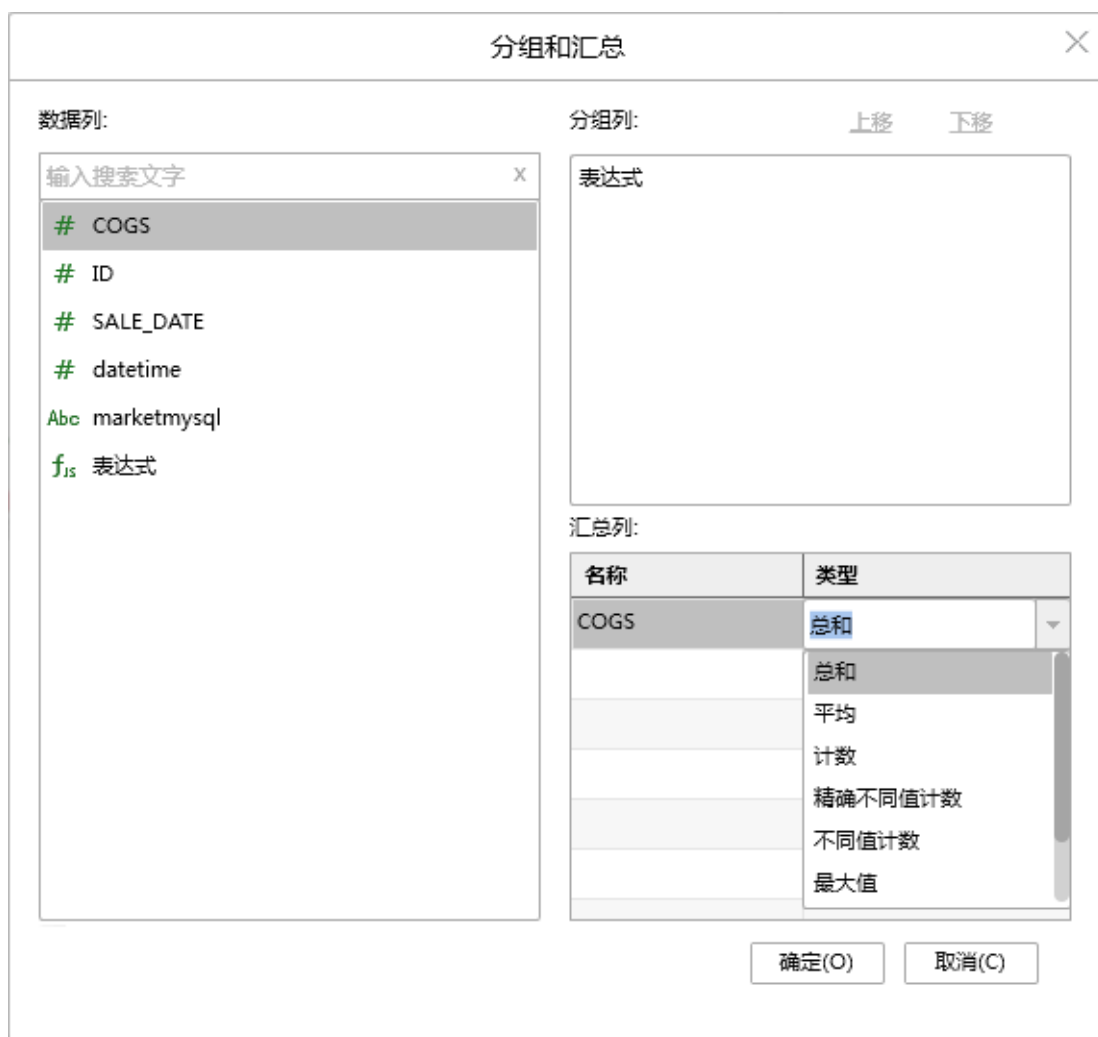 分组和汇总
数据列:
输入搜索文字 x
# COGS
# ID
# SALE_DATE
# datetime
Abc marketmysql
fJS 表达式
分组列: 上移 下移
表达式
汇总列:
名称 类型
COGS 总和
总和
平均
计数
精确不同值计数
不同值计数
最大值
确定(O) 取消(C)